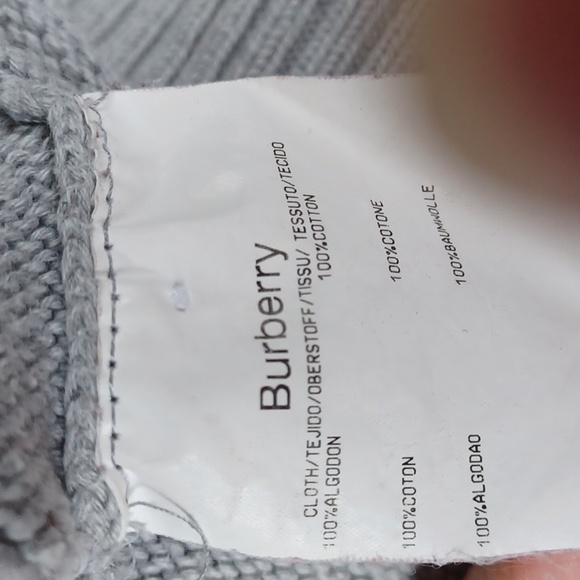 Burberry
CLOTH/TEJIDO/OBERSTOFF/TISSU/ TESSUTO/TECIDO
100%ALGODON 100%COTTON
100%COTON 100%COTONE
100%ALGODAO 100%BAUMWOLLE